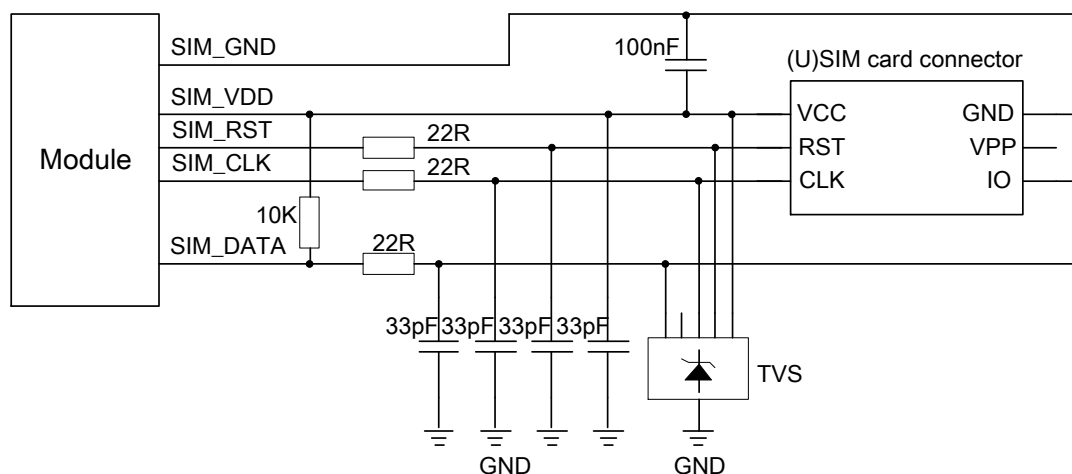 SIM_GND
100nF
(U)SIM card connector
SIM_VDD
VCC
GND
SIM_RST
22R
RST
VPP
Module
SIM_CLK
22R
CLK
IO
10K
SIM_DATA
22R
33pF 33pF 33pF 33pF
TVS
GND
GND